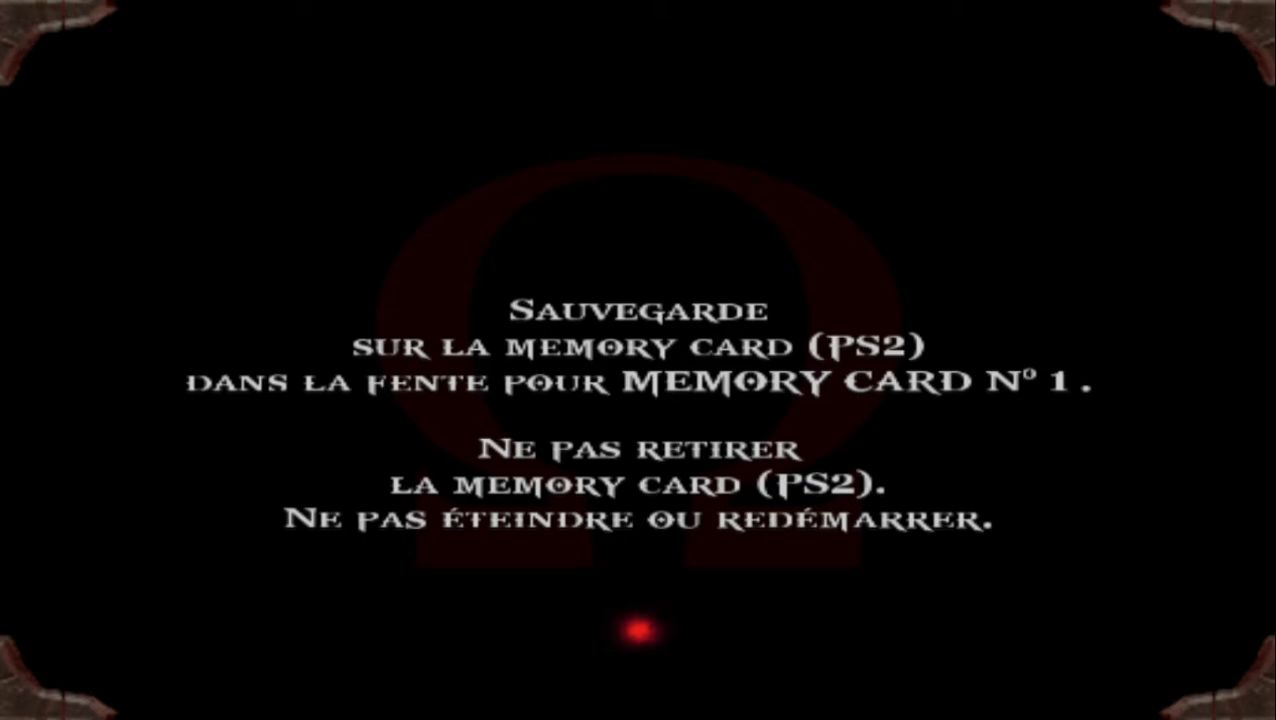 Sauvegarde
sur la memory card (PS2)
dans la fente pour MEMORY CARD Nº 1.
Ne pas retirer
la memory card (PS2).
Ne pas éteindre ou redémarrer.